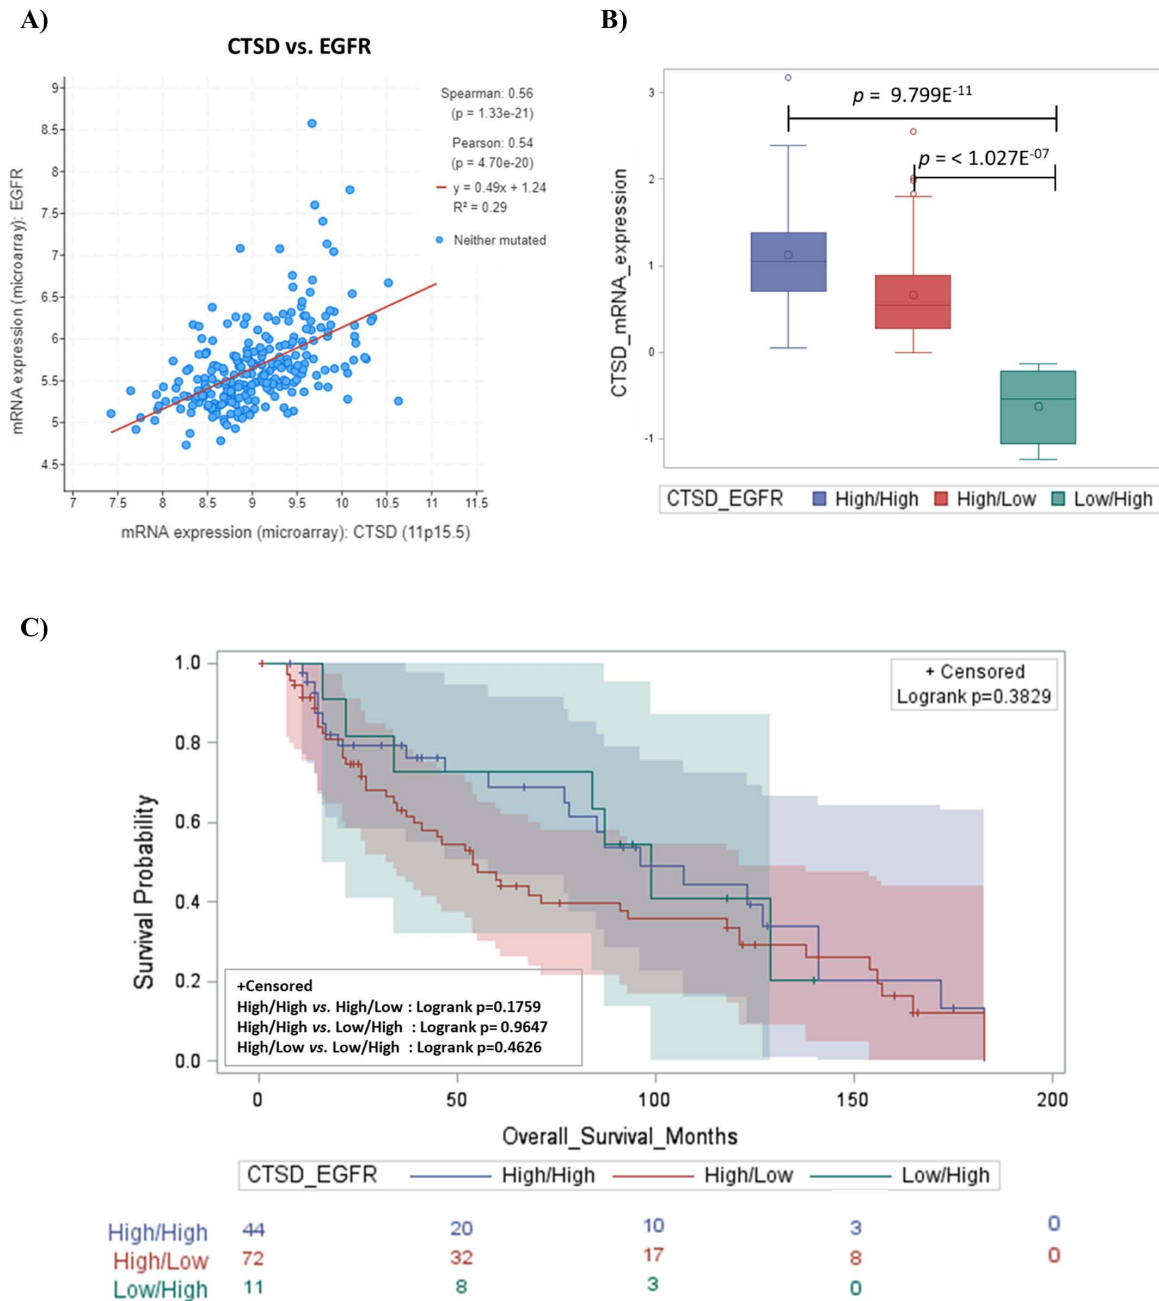 A)
CTSD vs. EGFR
Spearman: 0.56
(p = 1.33e-21)
Pearson: 0.54
(p = 4.70e-20)
y = 0.49x + 1.24
R² = 0.29
Neither mutated
mRNA expression (microarray): EGFR
9
8.5
8
7.5
7
6.5
6
5.5
5
4.5
7 7.5 8 8.5 9 9.5 10 10.5 11 11.5
mRNA expression (microarray): CTSD (11p15.5)
B)
p = 9.799E-11
p = < 1.027E-07
CTSD_mRNA_expression
3
2
1
0
-1
CTSD_EGFR High/High High/Low Low/High
C)
+ Censored
Logrank p=0.3829
Survival Probability
1.0
0.8
0.6
0.4
0.2
0.0
+Censored
High/High vs. High/Low : Logrank p=0.1759
High/High vs. Low/High : Logrank p= 0.9647
High/Low vs. Low/High : Logrank p=0.4626
0 50 100 150 200
Overall_Survival_Months
CTSD_EGFR High/High High/Low Low/High
High/High 44 20 10 3 0
High/Low 72 32 17 8 0
Low/High 11 8 3 0